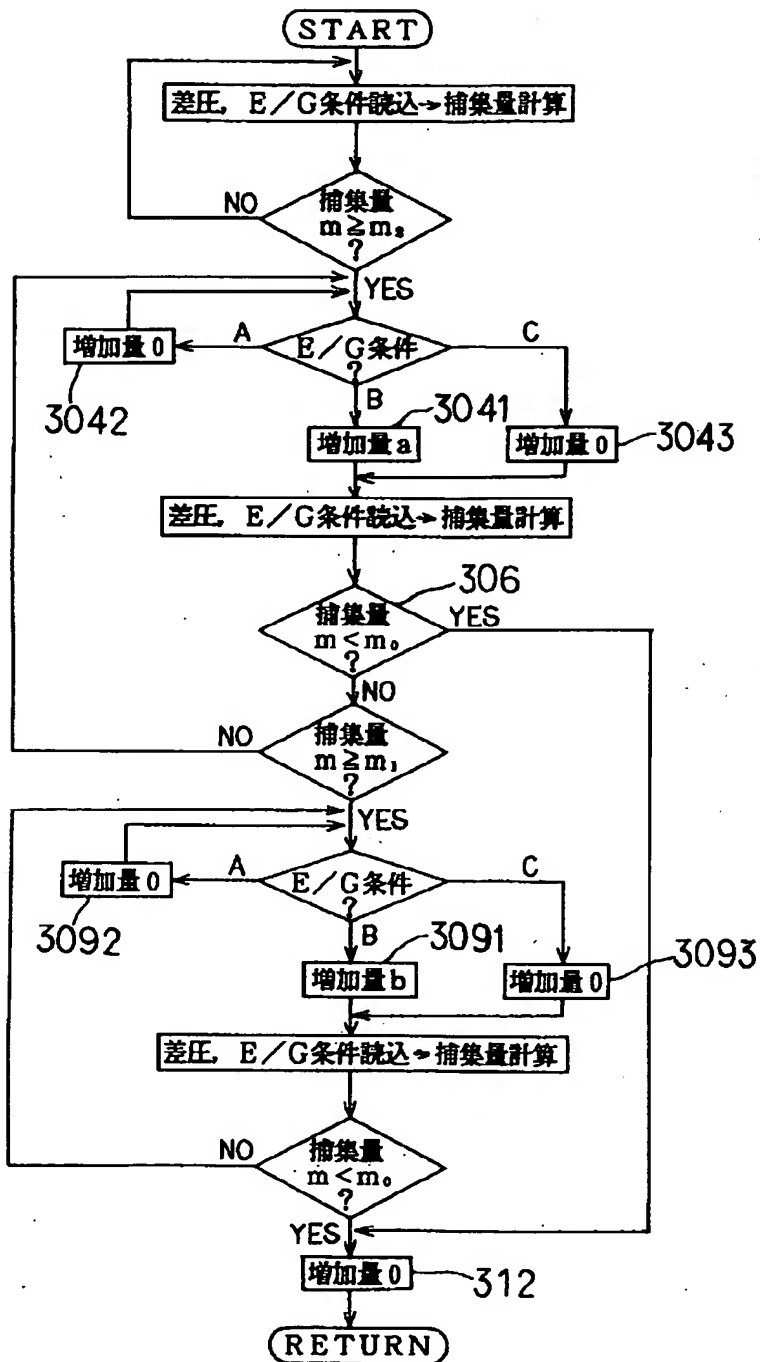 START
差圧，E／G条件読込→捕集量計算
NO
捕集量
m≧m₂
?
YES
増加量0
A
E／G条件
?
C
3042
B
3041
増加量a
増加量0
3043
差圧，E／G条件読込→捕集量計算
306
捕集量
m<m₀
?
YES
NO
NO
捕集量
m≧m₁
?
YES
増加量0
A
E／G条件
?
C
3092
B
3091
増加量b
増加量0
3093
差圧，E／G条件読込→捕集量計算
NO
捕集量
m<m₀
?
YES
増加量0
312
RETURN